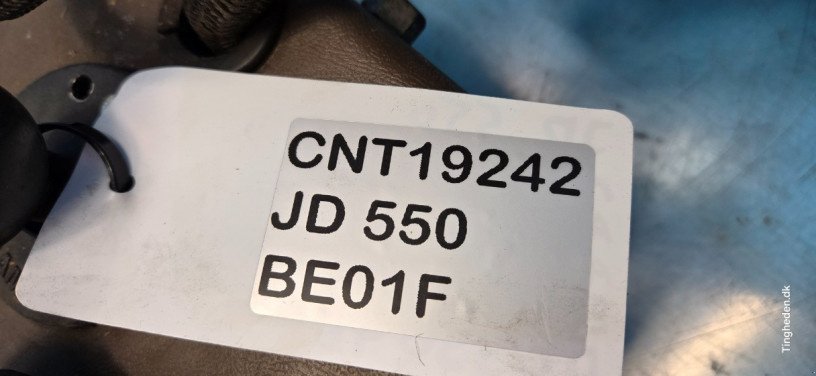 CNT19242
JD 550
BE01F
Tingheden.dk